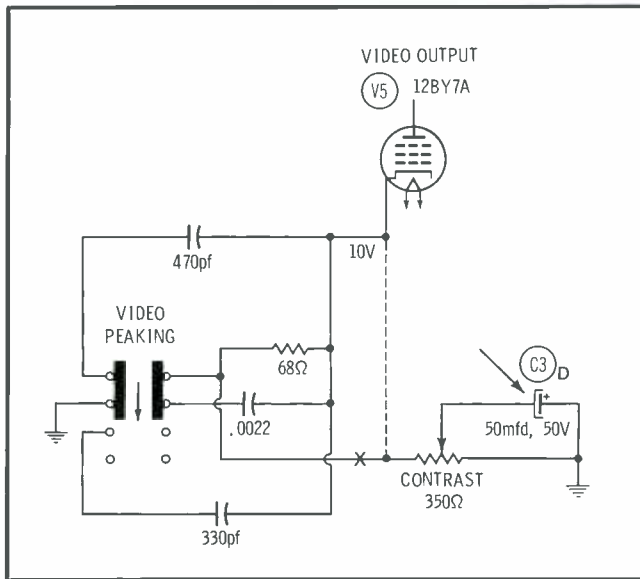 VIDEO OUTPUT
V5 12BY7A
10V
470pf
VIDEO
PEAKING
68Ω
C3 D
.0022
+
50mfd, 50V
X
CONTRAST
350Ω
330pf